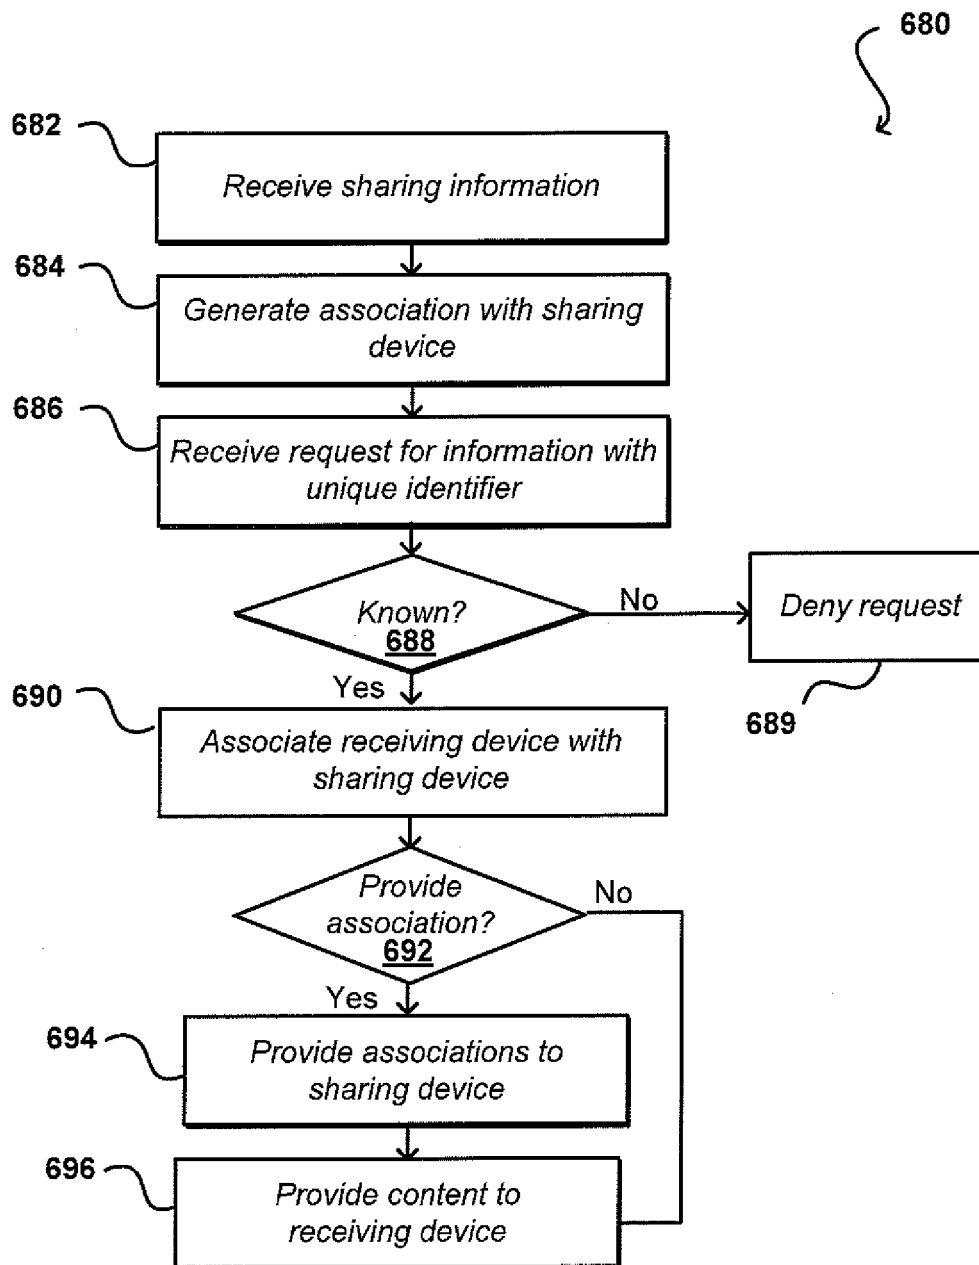 680
682
Receive sharing information
684
Generate association with sharing
device
686
Receive request for information with
unique identifier
Known?
688
No
Deny request
689
Yes
690
Associate receiving device with
sharing device
Provide
association?
692
No
Yes
694
Provide associations to
sharing device
696
Provide content to
receiving device